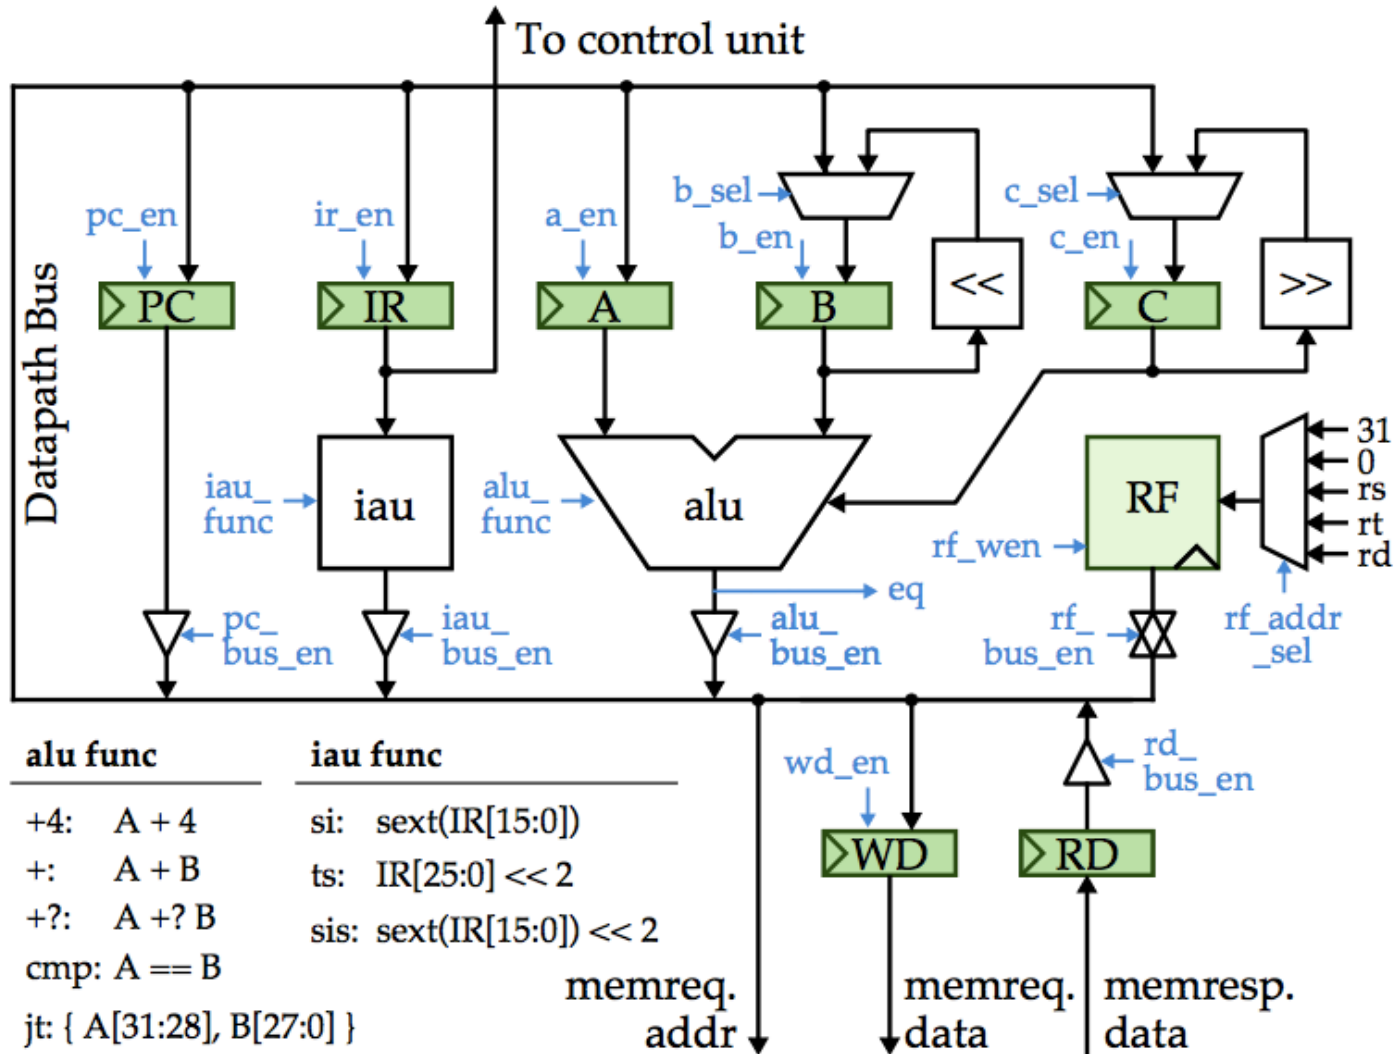 To control unit
Datapath Bus
pc_en
ir_en
a_en
b_sel
b_en
c_sel
c_en
PC
IR
A
B
<<
C
>>
iau_
func
iau
alu_
func
alu
rf_wen
RF
31
0
rs
rt
rd
eq
pc_
bus_en
iau_
bus_en
alu_
bus_en
rf_
bus_en
rf_addr
_sel
alu func
+4: A + 4
+: A + B
+?: A +? B
cmp: A == B
jt: { A[31:28], B[27:0] }
iau func
si: sext(IR[15:0])
ts: IR[25:0] << 2
sis: sext(IR[15:0]) << 2
wd_en
rd_
bus_en
WD
RD
memreq.
addr
memreq.
data
memresp.
data